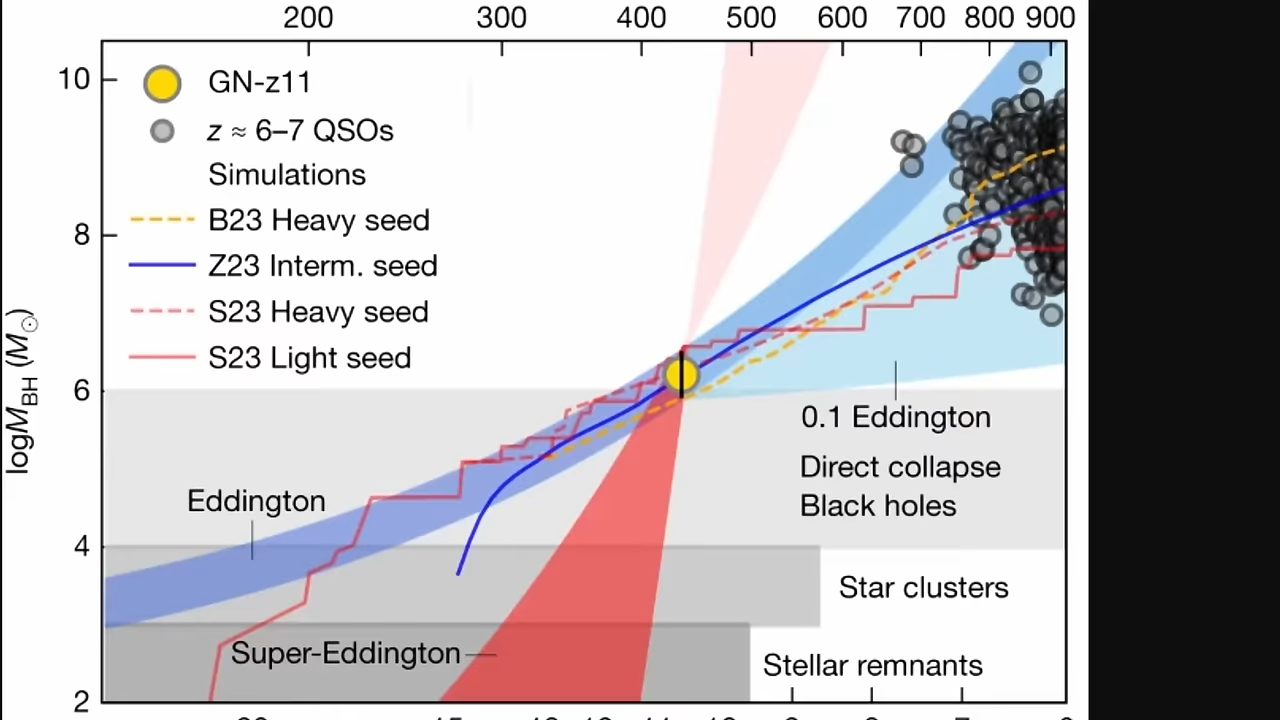 200 300 400 500 600 700 800 900
10
GN-z11
z ≈ 6–7 QSOs
Simulations
B23 Heavy seed
8
Z23 Interm. seed
S23 Heavy seed
S23 Light seed
logM_BH (M_☉)
6
0.1 Eddington
Direct collapse
Black holes
Eddington
4
Star clusters
Super-Eddington
Stellar remnants
2